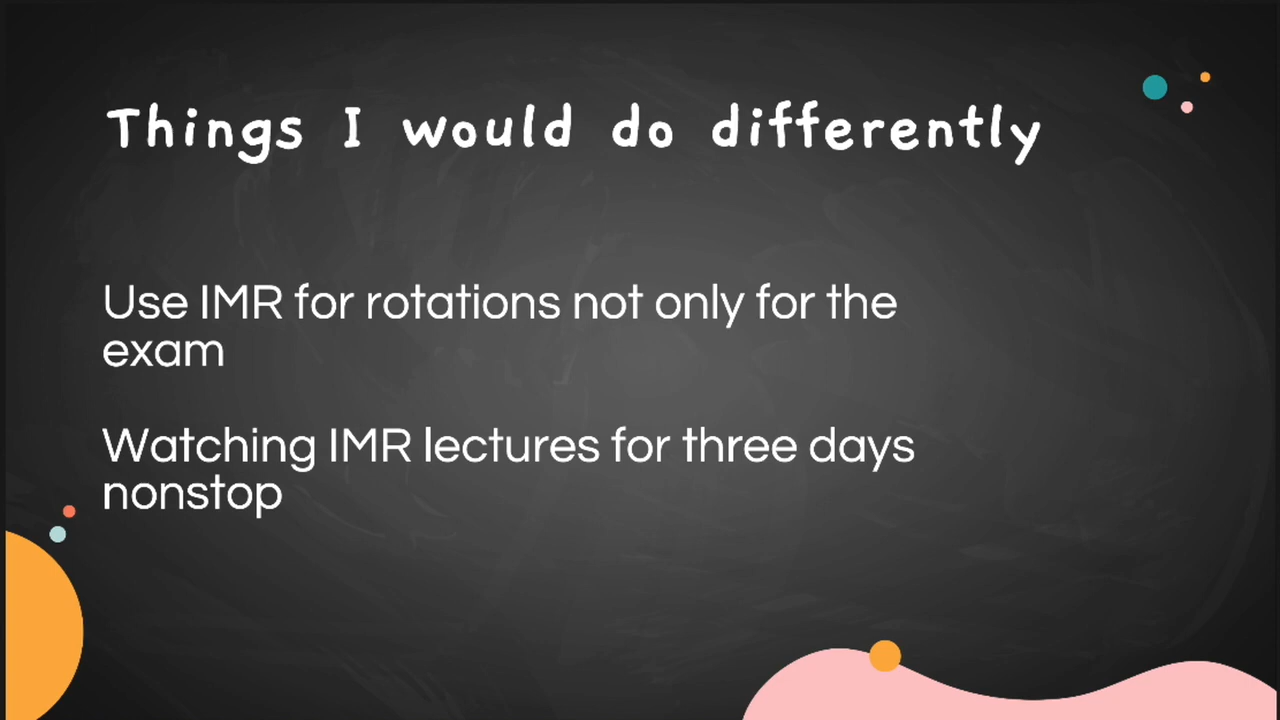 Things I would do differently
Use IMR for rotations not only for the
exam
Watching IMR lectures for three days
nonstop